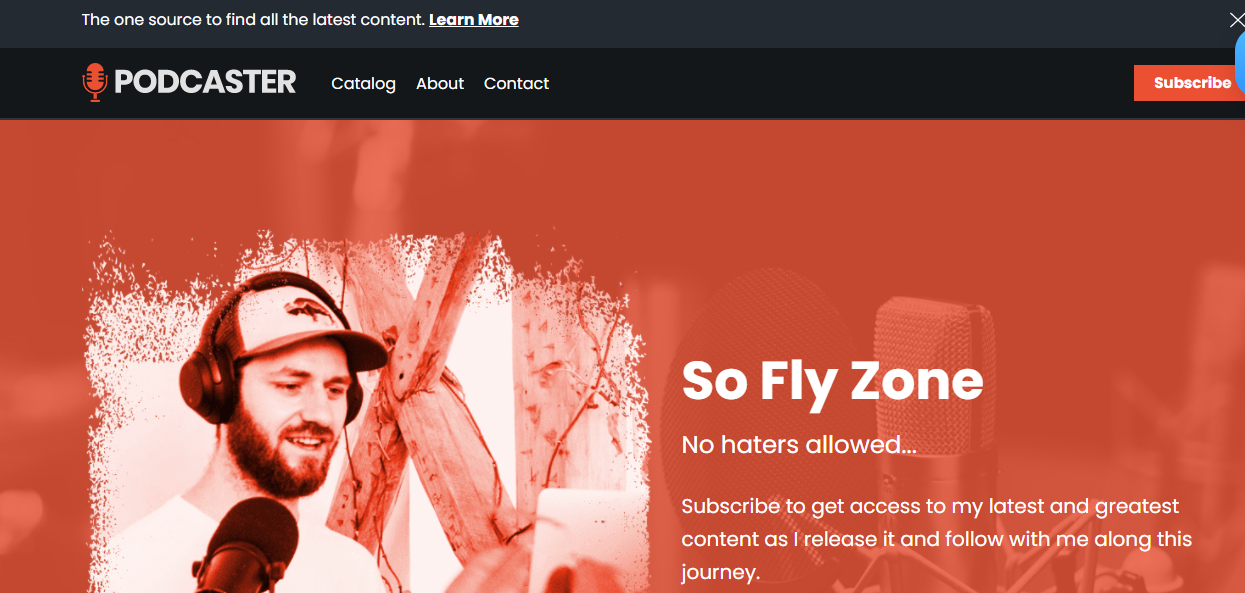 The one source to find all the latest content. Learn More
PODCASTER
Catalog
About
Contact
Subscribe
So Fly Zone
No haters allowed...
Subscribe to get access to my latest and greatest
content as I release it and follow with me along this
journey.